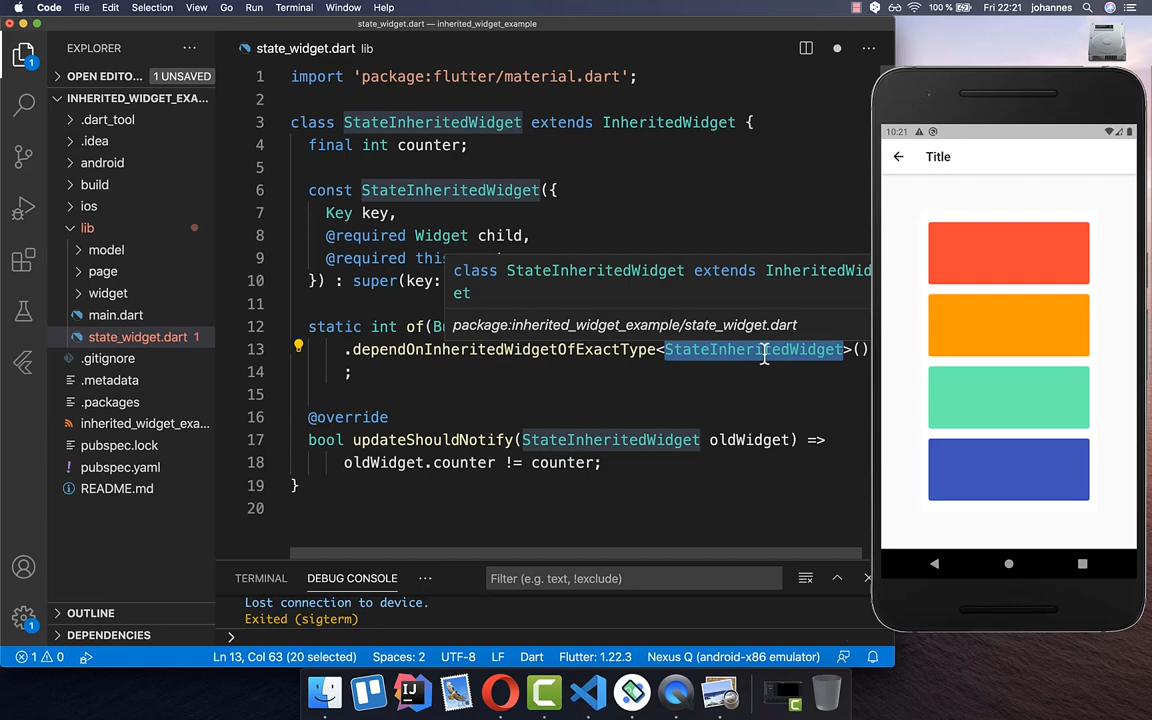 Code File Edit Selection View Go Run Terminal Window Help 100 % Fri 22:21 johannes
state_widget.dart — inherited_widget_example
EXPLORER
OPEN EDITO... 1 UNSAVED
INHERITED_WIDGET_EXA...
.dart_tool
.idea
android
build
ios
lib
model
page
widget
main.dart
state_widget.dart 1
.gitignore
.metadata
.packages
inherited_widget_exa...
pubspec.lock
pubspec.yaml
README.md
OUTLINE
DEPENDENCIES
1
1
state_widget.dart lib
1 import 'package:flutter/material.dart';
2
3 class StateInheritedWidget extends InheritedWidget {
4 final int counter;
5
6 const StateInheritedWidget({
7 Key key,
8 @required Widget child,
9 @required this
10 }) : super(key:
11
12 static int of(Bu
13 .dependOnInheritedWidgetOfExactType<StateInheritedWidget>()
14 ;
15
16 @override
17 bool updateShouldNotify(StateInheritedWidget oldWidget) =>
18 oldWidget.counter != counter;
19 }
20
class StateInheritedWidget extends InheritedWidg
et
package:inherited_widget_example/state_widget.dart
TERMINAL DEBUG CONSOLE Filter (e.g. text, !exclude)
Lost connection to device.
Exited (sigterm)
1 0 Ln 13, Col 63 (20 selected) Spaces: 2 UTF-8 LF Dart Flutter: 1.22.3 Nexus Q (android-x86 emulator)
10:21
Title